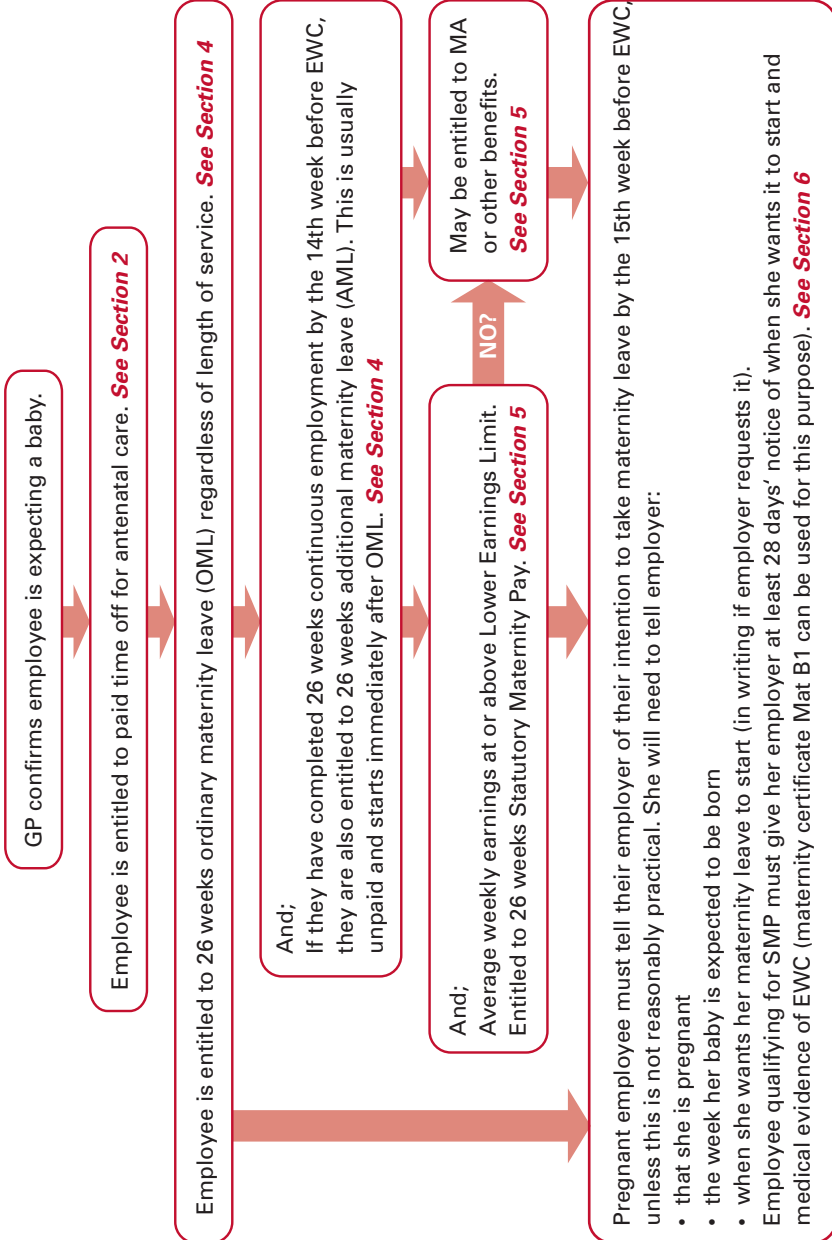 GP confirms employee is expecting a baby.
Employee is entitled to paid time off for antenatal care. See Section 2
Employee is entitled to 26 weeks ordinary maternity leave (OML) regardless of length of service. See Section 4
And;
If they have completed 26 weeks continuous employment by the 14th week before EWC,
they are also entitled to 26 weeks additional maternity leave (AML). This is usually
unpaid and starts immediately after OML. See Section 4
And;
Average weekly earnings at or above Lower Earnings Limit.
Entitled to 26 weeks Statutory Maternity Pay. See Section 5
NO?
May be entitled to MA
or other benefits.
See Section 5
Pregnant employee must tell their employer of their intention to take maternity leave by the 15th week before EWC,
unless this is not reasonably practical. She will need to tell employer:
• that she is pregnant
• the week her baby is expected to be born
• when she wants her maternity leave to start (in writing if employer requests it).
Employee qualifying for SMP must give her employer at least 28 days’ notice of when she wants it to start and
medical evidence of EWC (maternity certificate Mat B1 can be used for this purpose). See Section 6